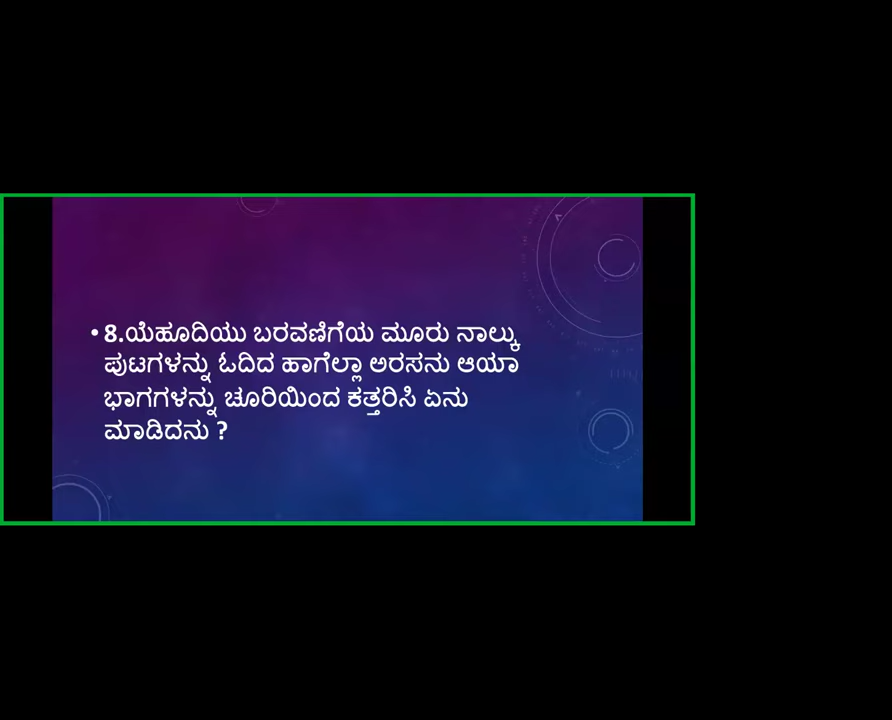 • 8.ಯೆಹೂದಿಯು ಬರವಣಿಗೆಯ ಮೂರು ನಾಲ್ಕು
ಪುಟಗಳನ್ನು ಓದಿದ ಹಾಗೆಲ್ಲಾ ಅರಸನು ಆಯಾ
ಭಾಗಗಳನ್ನು ಚೂರಿಯಿಂದ ಕತ್ತರಿಸಿ ಏನು
ಮಾಡಿದನು ?